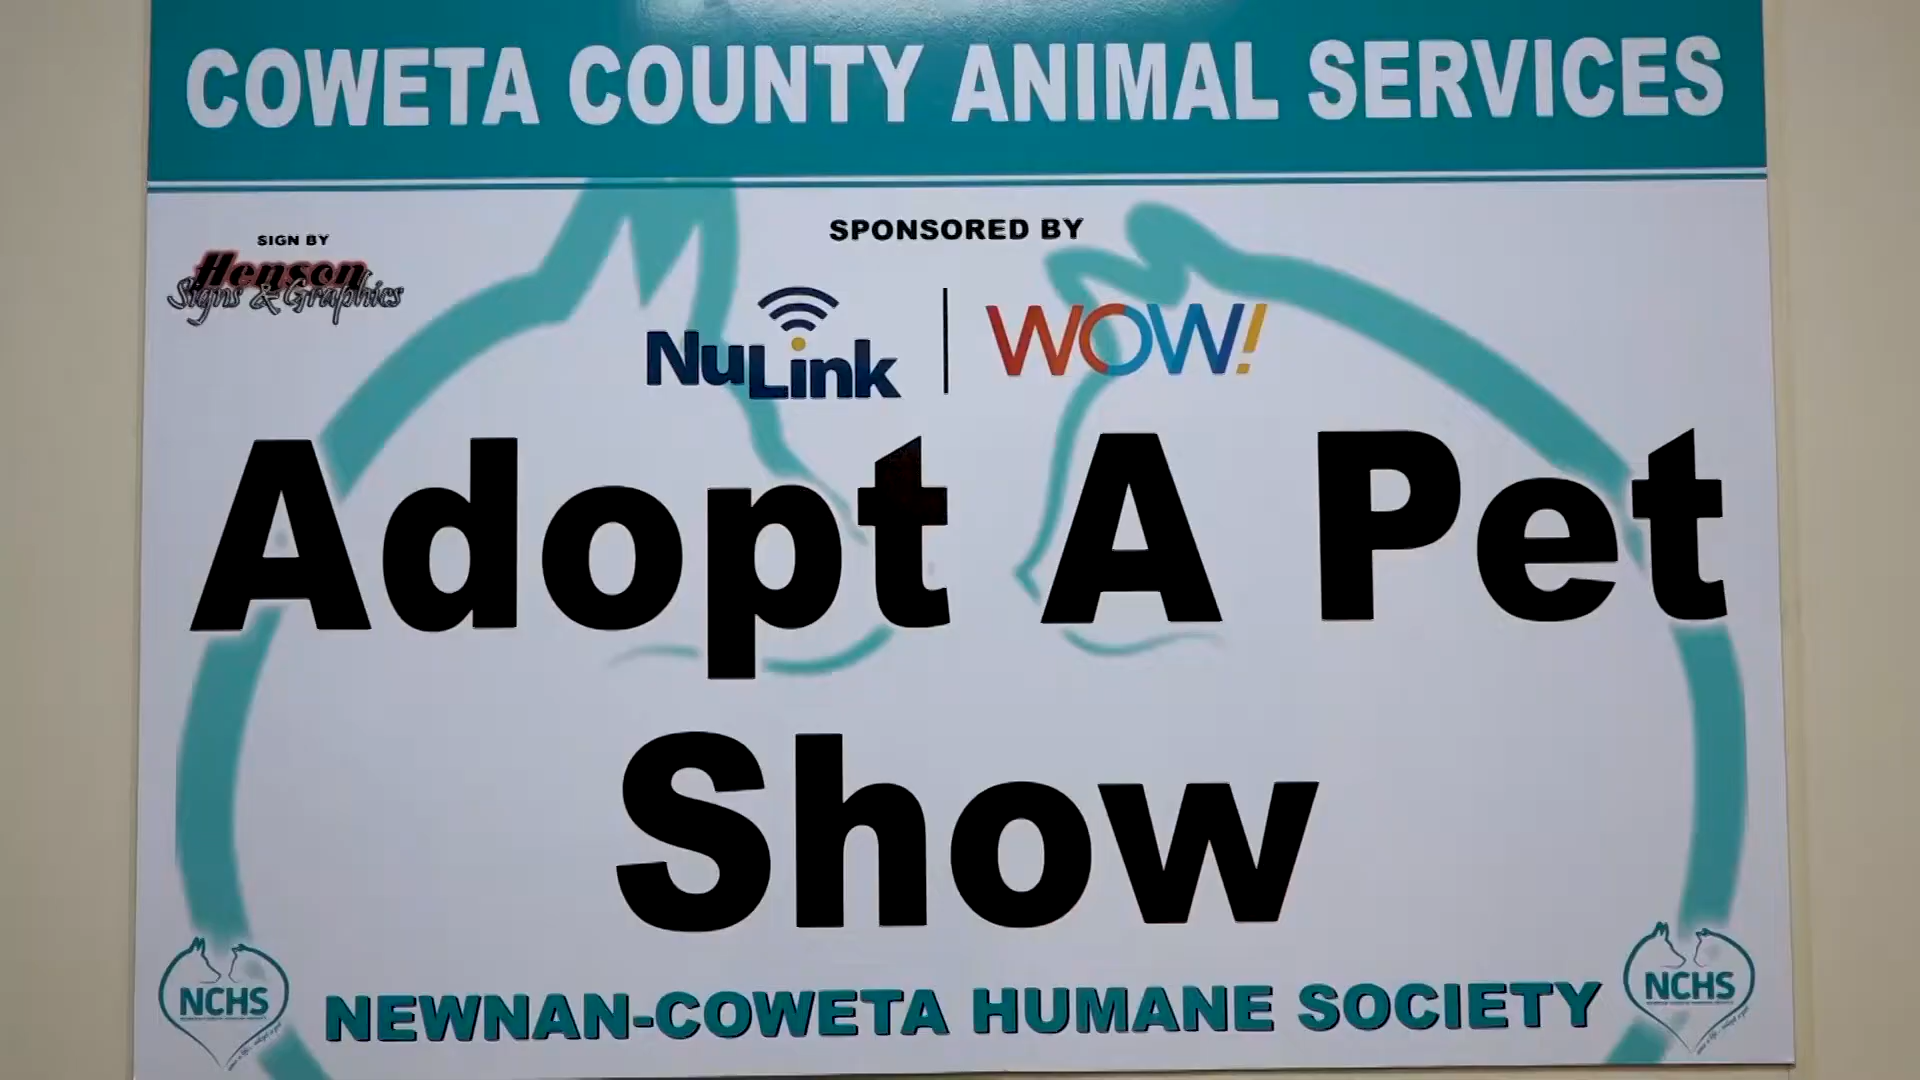 COWETA COUNTY ANIMAL SERVICES
SIGN BY
Henson
Signs & Graphics
SPONSORED BY
NuLink
WOW!
Adopt A Pet
Show
NCHS
NEWNAN-COWETA HUMANE SOCIETY
NCHS